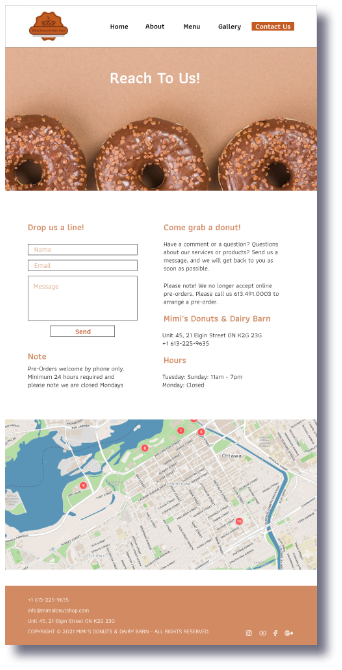 Home About Menu Gallery Contact Us
Reach To Us!
Drop us a line!
Name
Email
Message
Send
Note
Pre-Orders welcome by phone only.
Minimum 24 hours required and
please note we are closed Mondays
Come grab a donut!
Have a comment or a question? Questions
about our services or products? Send us a
message, and we will get back to you as
soon as possible.
Please note! We no longer accept online
pre-orders. Please call us 613.491.0003 to
arrange a pre-order.
Mimi's Donuts & Dairy Barn
Unit 45, 21 Elgin Street ON K2G 23G
+1 613-225-9635
Hours
Tuesday- Sunday: 11am - 7pm
Monday: Closed
Ottawa
+1 613-225-9635
info@mimisdonutshop.com
Unit 45, 21 Elgin Street ON K2G 23G
COPYRIGHT © 2021 MIMI'S DONUTS & DAIRY BARN - ALL RIGHTS RESERVED